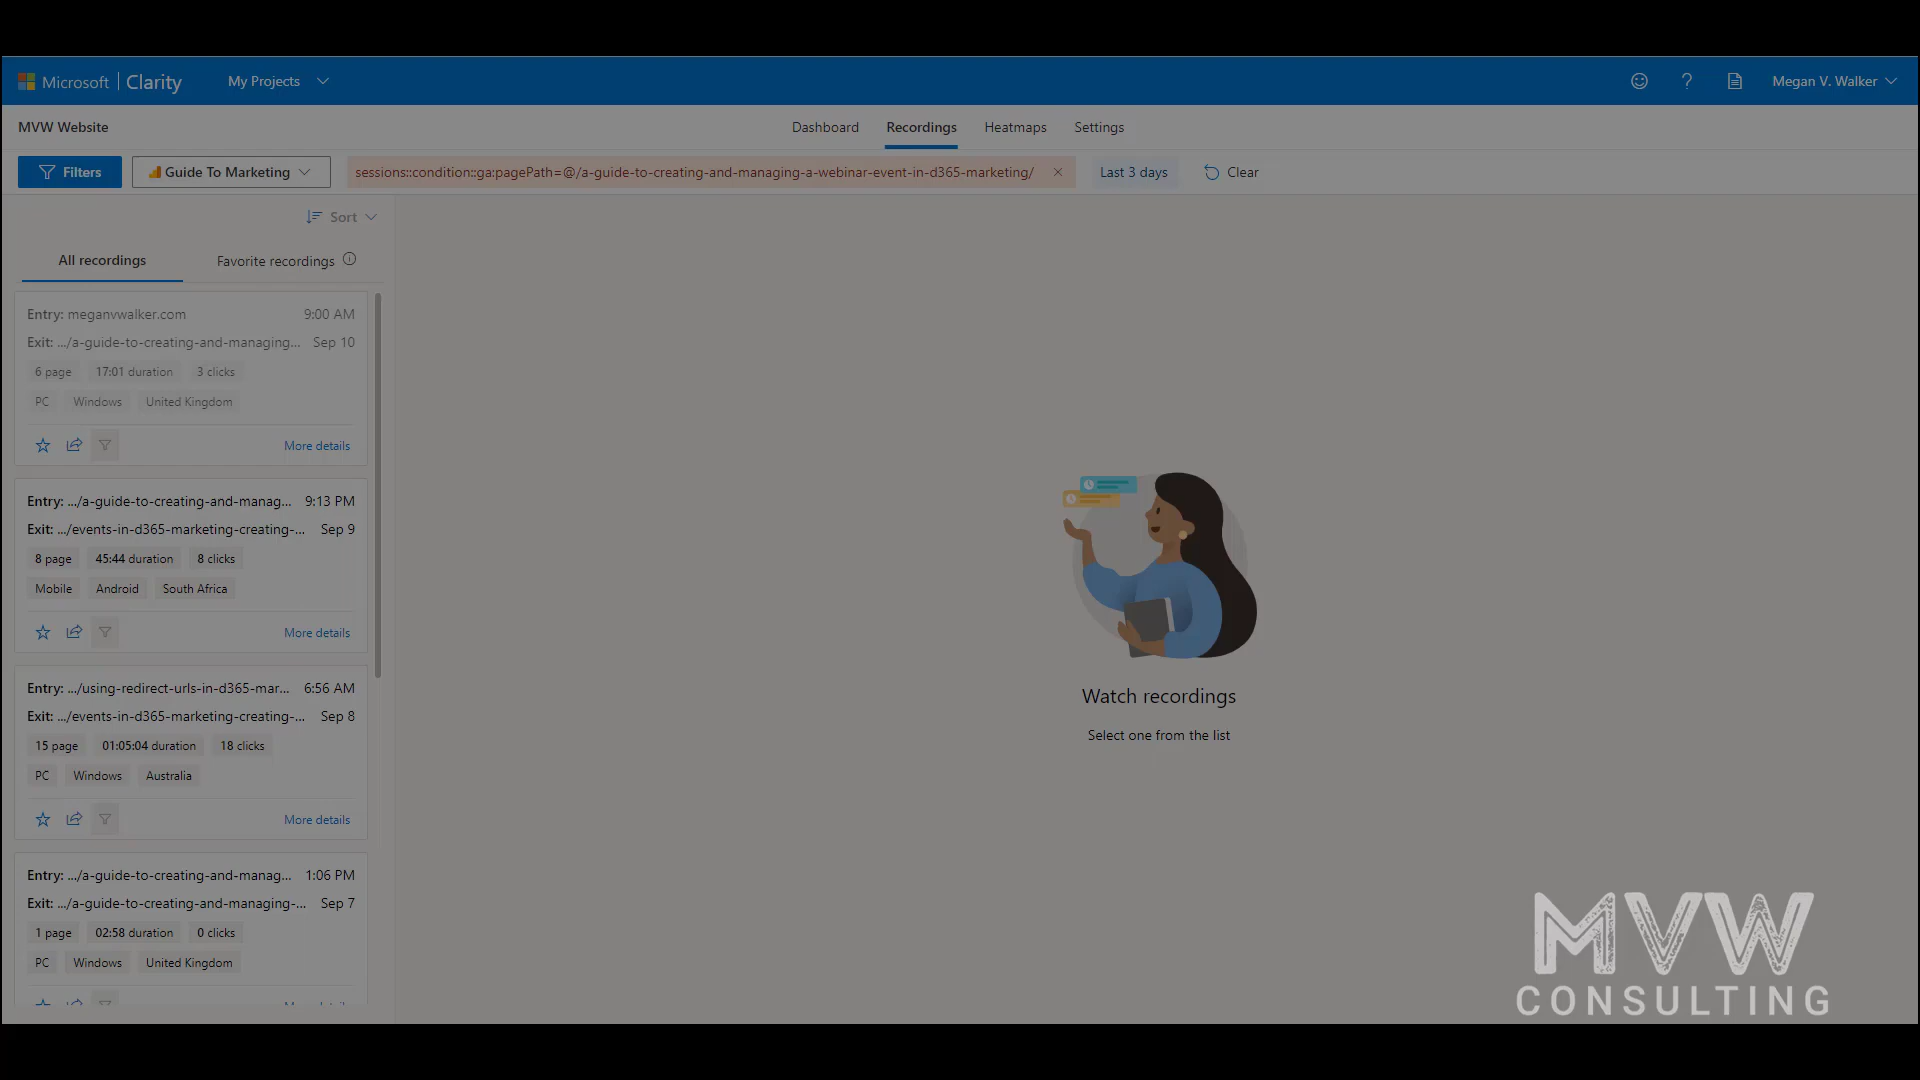 Microsoft | Clarity My Projects Megan V. Walker
MVW Website Dashboard Recordings Heatmaps Settings
Filters Guide To Marketing sessions::condition::ga:pagePath=@/a-guide-to-creating-and-managing-a-webinar-event-in-d365-marketing/ Last 3 days Clear
Sort
All recordings Favorite recordings
Entry: meganvwalker.com 9:00 AM
Exit: .../a-guide-to-creating-and-managing... Sep 10
6 page 17:01 duration 3 clicks
PC Windows United Kingdom
More details
Entry: .../a-guide-to-creating-and-manag... 9:13 PM
Exit: .../events-in-d365-marketing-creating-... Sep 9
8 page 45:44 duration 8 clicks
Mobile Android South Africa
More details
Entry: .../using-redirect-urls-in-d365-mar... 6:56 AM
Exit: .../events-in-d365-marketing-creating-... Sep 8
15 page 01:05:04 duration 18 clicks
PC Windows Australia
More details
Entry: .../a-guide-to-creating-and-manag... 1:06 PM
Exit: .../a-guide-to-creating-and-managing-... Sep 7
1 page 02:58 duration 0 clicks
PC Windows United Kingdom
Watch recordings
Select one from the list
MVW
CONSULTING